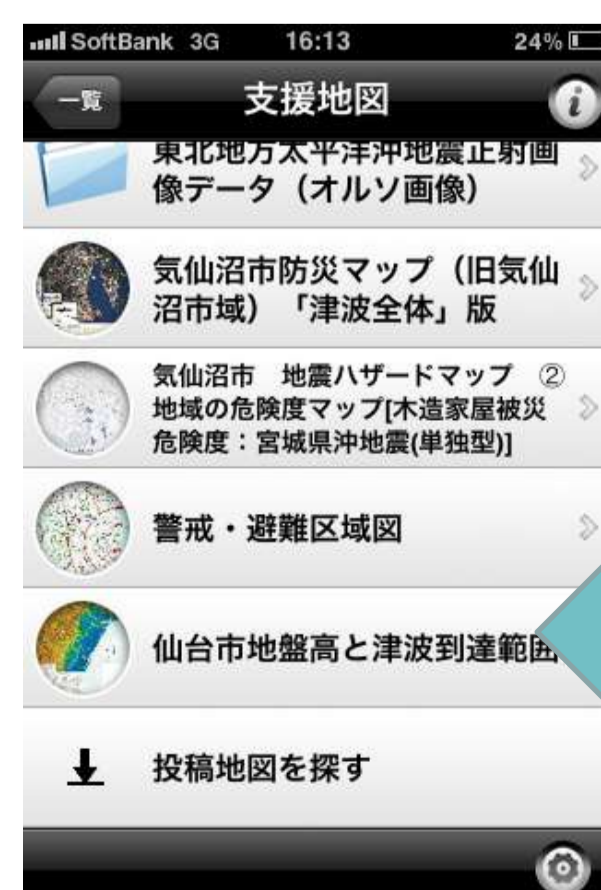 SoftBank 3G 16:13 24%
一覧 支援地図 i
東北地方太平洋沖地震正射画
像データ（オルソ画像）
気仙沼市防災マップ（旧気仙
沼市域）「津波全体」版
気仙沼市　地震ハザードマップ　②
地域の危険度マップ[木造家屋被災
危険度：宮城県沖地震(単独型)]
警戒・避難区域図
仙台市地盤高と津波到達範囲
投稿地図を探す